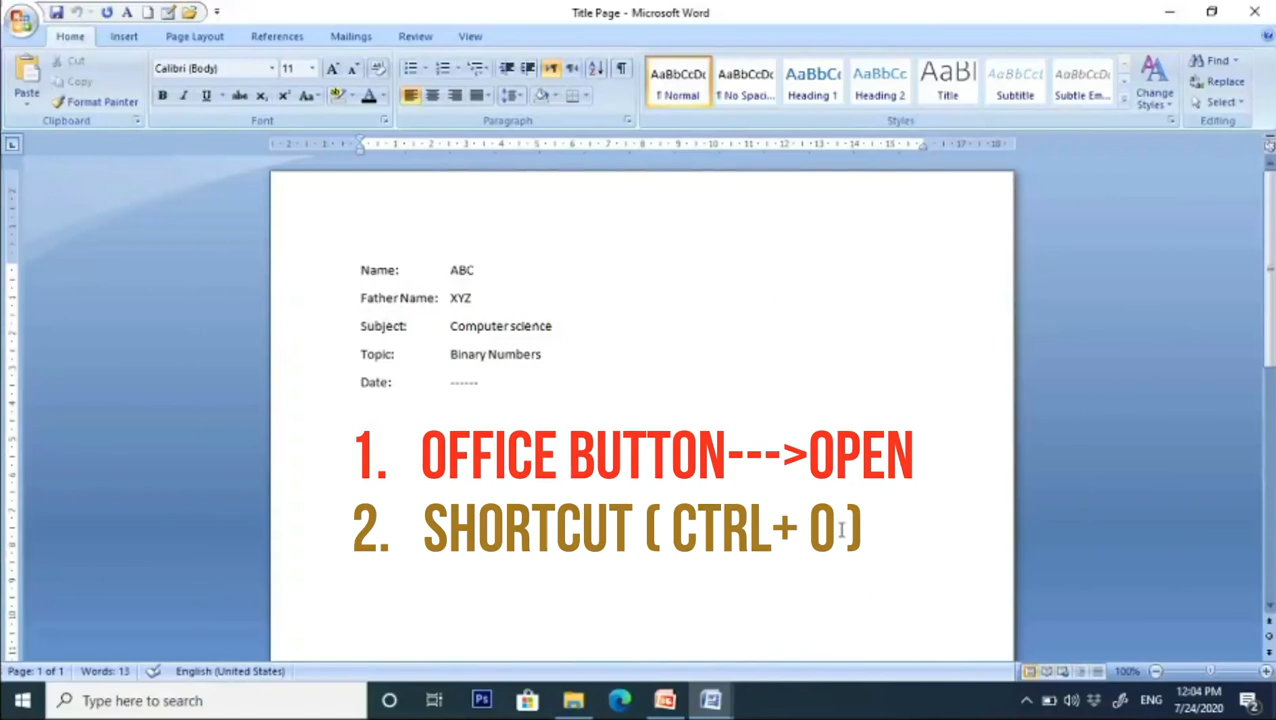 Title Page - Microsoft Word
Home Insert Page Layout References Mailings Review View
Paste
Cut
Copy
Format Painter
Clipboard
Calibri (Body) 11
Font
Paragraph
AaBbCcDc AaBbCcDc AaBbC AaBbCc AaBl AaBbCc. AaBbCcDc
¶ Normal ¶ No Spaci... Heading 1 Heading 2 Title Subtitle Subtle Em...
Change Styles
Styles
Find
Replace
Select
Editing
Name: ABC
Father Name: XYZ
Subject: Computer science
Topic: Binary Numbers
Date: ------
1. OFFICE BUTTON--->OPEN
2. SHORTCUT ( CTRL+ O )
Page: 1 of 1 Words: 13 English (United States) 100%
Type here to search
ENG
12:04 PM
7/24/2020